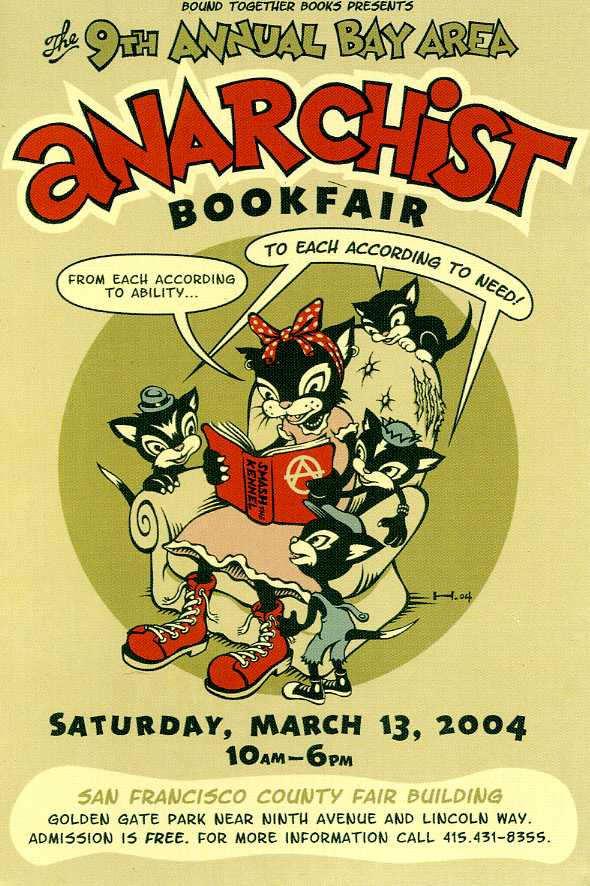 BOUND TOGETHER BOOKS PRESENTS
The 9TH ANNUAL BAY AREA
ANARCHiST
BOOKFAIR
TO EACH ACCORDING TO NEED!
FROM EACH ACCORDING
TO ABILITY...
SMASH THE
KENNEL
A
H.04
SATURDAY, MARCH 13, 2004
10AM–6PM
SAN FRANCISCO COUNTY FAIR BUILDING
GOLDEN GATE PARK NEAR NINTH AVENUE AND LINCOLN WAY.
ADMISSION IS FREE. FOR MORE INFORMATION CALL 415.431-8355.